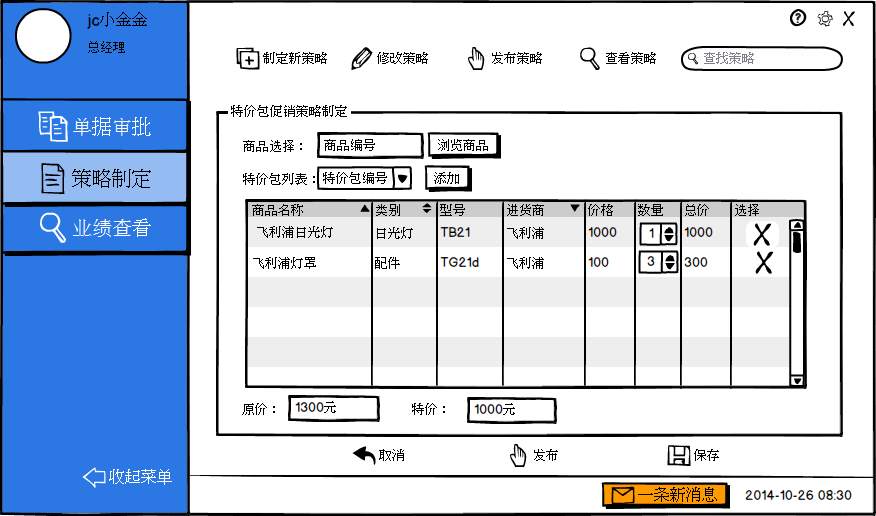 jc小金金
总经理
单据审批
策略制定
业绩查看
收起菜单
制定新策略 修改策略 发布策略 查看策略 查找策略
特价包促销策略制定
商品选择： 商品编号 浏览商品
特价包列表： 特价包编号 添加
商品名称 类别 型号 进货商 价格 数量 总价 选择
飞利浦日光灯 日光灯 TB21 飞利浦 1000 1 1000 X
飞利浦灯罩 配件 TG21d 飞利浦 100 3 300 X
原价： 1300元 特价： 1000元
取消 发布 保存
一条新消息 2014-10-26 08:30